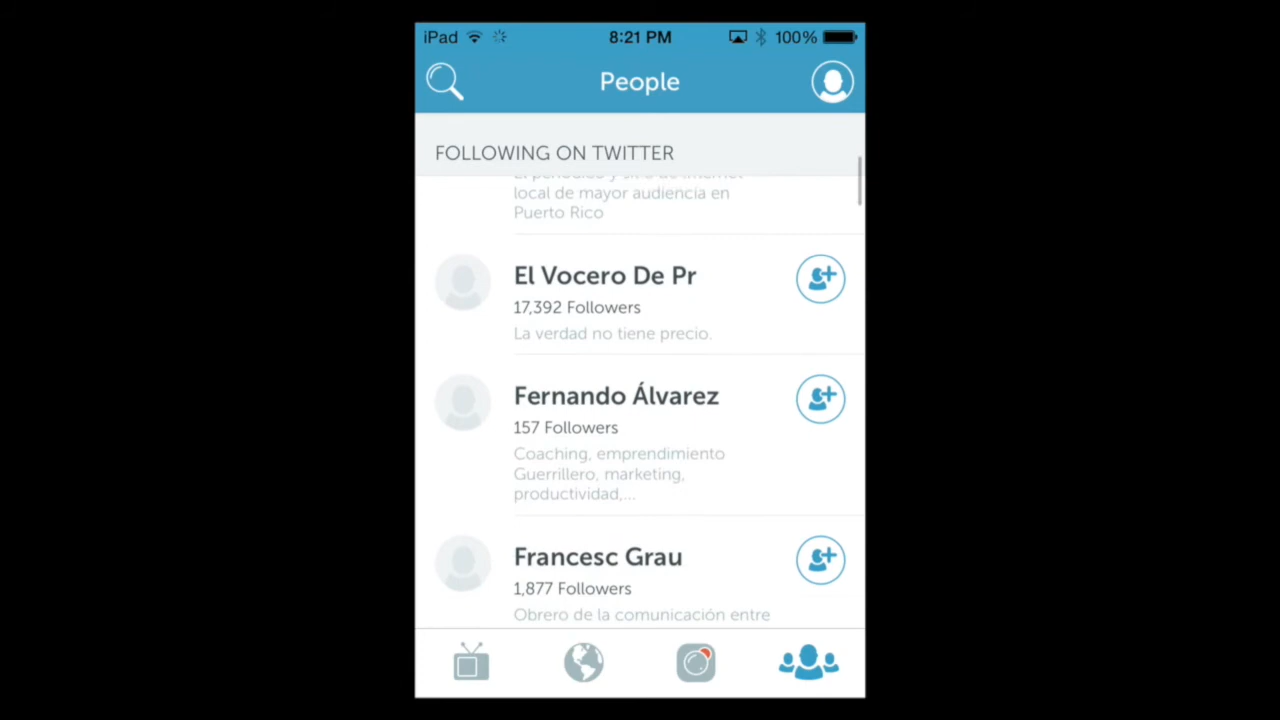 iPad 8:21 PM 100%
People
FOLLOWING ON TWITTER
local de mayor audiencia en
Puerto Rico
El Vocero De Pr
17,392 Followers
La verdad no tiene precio.
Fernando Álvarez
157 Followers
Coaching, emprendimiento
Guerrillero, marketing,
productividad,...
Francesc Grau
1,877 Followers
Obrero de la comunicación entre